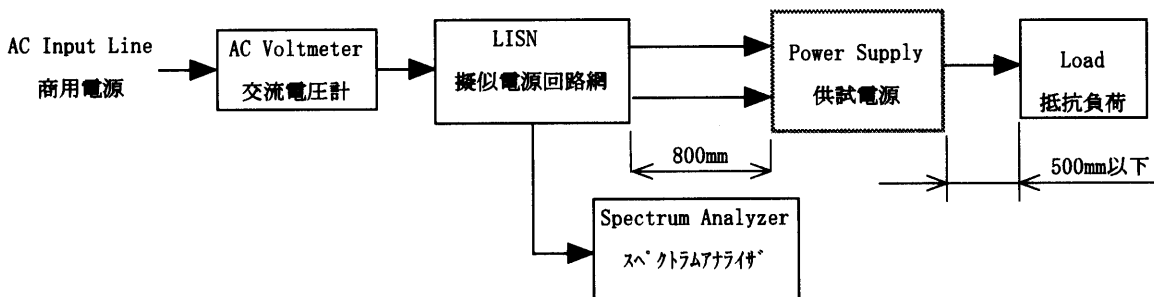 AC Input Line
商用電源
AC Voltmeter
交流電圧計
LISN
擬似電源回路網
Power Supply
供試電源
Load
抵抗負荷
800mm
500mm以下
Spectrum Analyzer
スペクトラムアナライザ